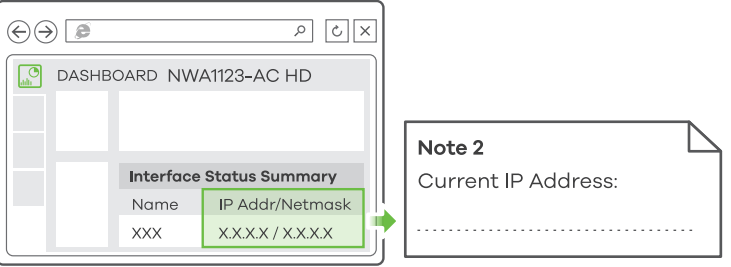 DASHBOARD NWA1123-AC HD
Interface Status Summary
Name IP Addr/Netmask
XXX X.X.X.X / X.X.X.X
Note 2
Current IP Address: